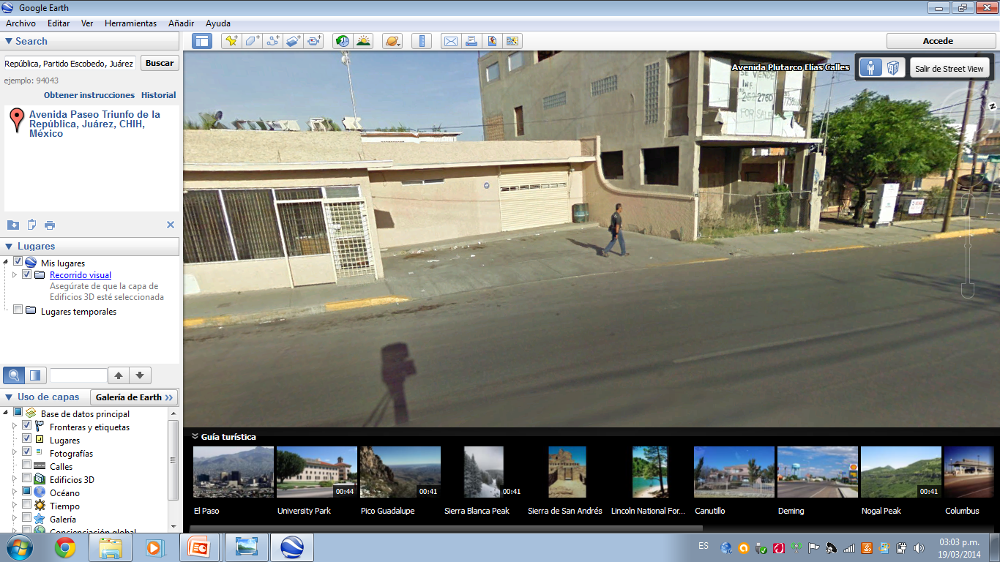 Google Earth
Archivo Editar Ver Herramientas Añadir Ayuda
Search
República, Partido Escobedo, Juárez
Buscar
ejemplo: 94043
Obtener instrucciones Historial
Avenida Paseo Triunfo de la
República, Juárez, CHIH,
México
Lugares
Mis lugares
Recorrido visual
Asegúrate de que la capa de
Edificios 3D esté seleccionada
Lugares temporales
Uso de capas
Galería de Earth
Base de datos principal
Fronteras y etiquetas
Lugares
Fotografías
Calles
Edificios 3D
Océano
Tiempo
Galería
Concienciación global
Accede
Avenida Plutarco Elías Calles
Salir de Street View
N
SE VENDE
INF.
2760
FOR SALE
Guía turística
00:44
00:41
00:41
00:41
El Paso
University Park
Pico Guadalupe
Sierra Blanca Peak
Sierra de San Andrés
Lincoln National For...
Canutillo
Deming
Nogal Peak
Columbus
ES
03:03 p.m.
19/03/2014